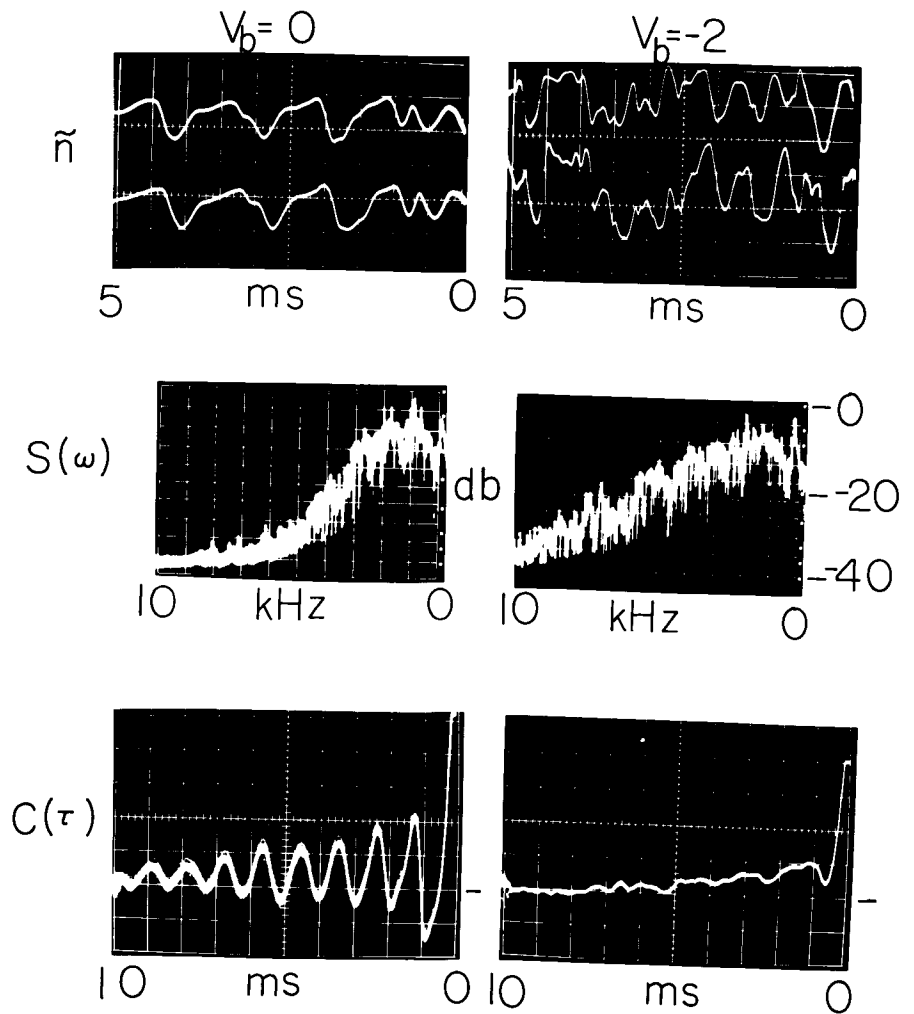 V_b= 0
V_b=-2
ñ
5 ms 0
5 ms 0
S(ω)
db
-0
--20
--40
10 kHz 0
10 kHz 0
C(τ)
-
-
10 ms 0
10 ms 0